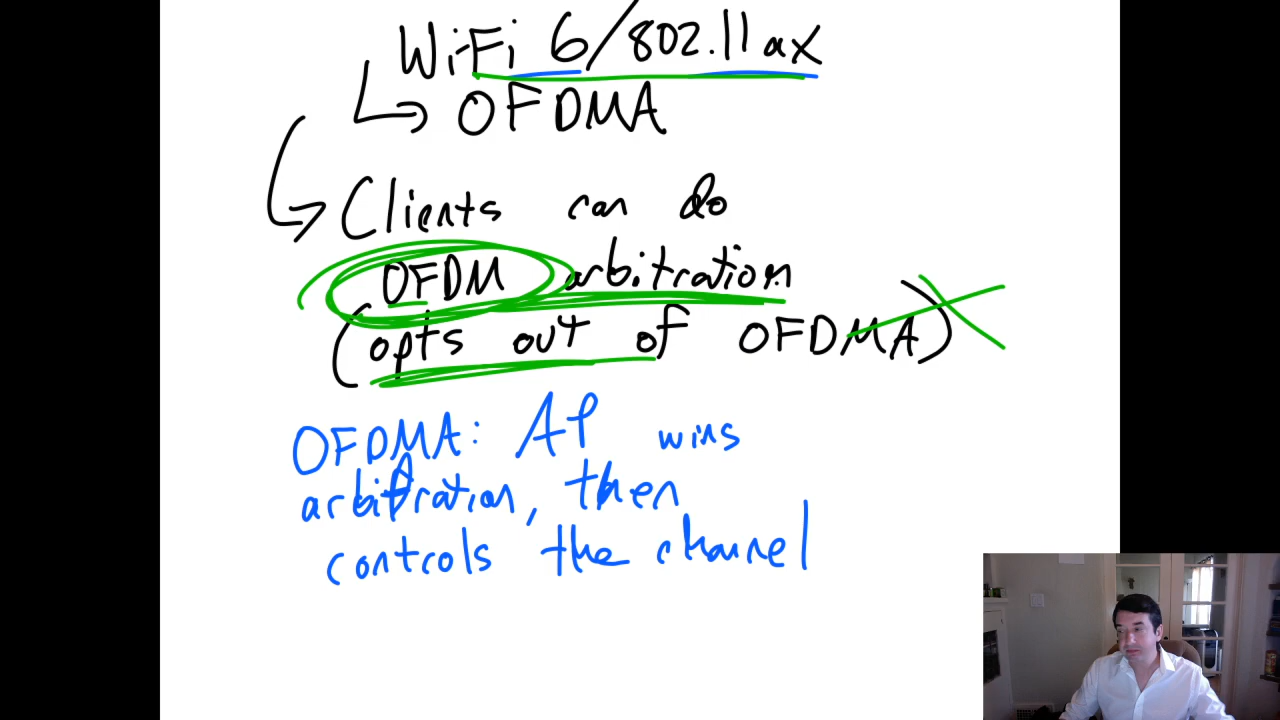 WiFi 6/802.11ax
OFDMA
Clients can do
OFDM arbitration
(opts out of OFDMA)
OFDMA: AP wins
arbitration, then
controls the channel